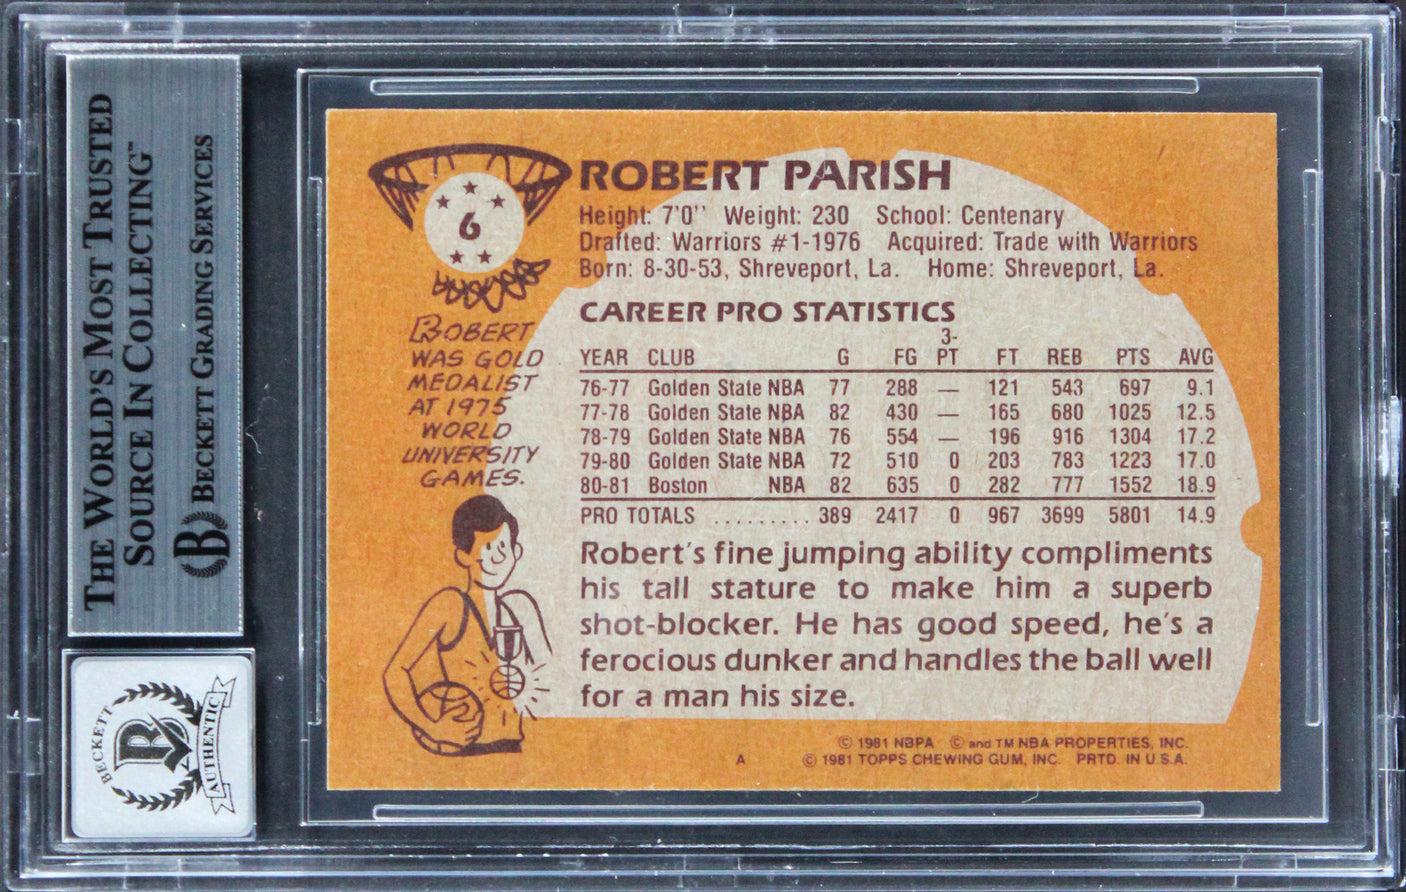 THE WORLD'S MOST TRUSTED
SOURCE IN COLLECTING™
BECKETT GRADING SERVICES
B
BECKETT
B
AUTHENTIC
6
ROBERT
WAS GOLD
MEDALIST
AT 1975
WORLD
UNIVERSITY
GAMES.
ROBERT PARISH
Height: 7'0'' Weight: 230 School: Centenary
Drafted: Warriors #1-1976 Acquired: Trade with Warriors
Born: 8-30-53, Shreveport, La. Home: Shreveport, La.
CAREER PRO STATISTICS
YEAR CLUB G FG 3-PT FT REB PTS AVG
76-77 Golden State NBA 77 288 — 121 543 697 9.1
77-78 Golden State NBA 82 430 — 165 680 1025 12.5
78-79 Golden State NBA 76 554 — 196 916 1304 17.2
79-80 Golden State NBA 72 510 0 203 783 1223 17.0
80-81 Boston NBA 82 635 0 282 777 1552 18.9
PRO TOTALS ......... 389 2417 0 967 3699 5801 14.9
Robert's fine jumping ability compliments
his tall stature to make him a superb
shot-blocker. He has good speed, he's a
ferocious dunker and handles the ball well
for a man his size.
© 1981 NBPA © and TM NBA PROPERTIES, INC.
A © 1981 TOPPS CHEWING GUM, INC. PRTD. IN U.S.A.